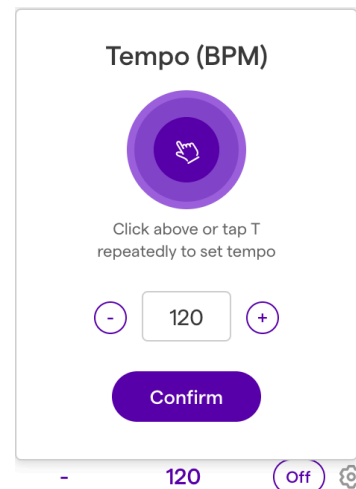 Tempo (BPM)
Click above or tap T
repeatedly to set tempo
- 120 +
Confirm
- 120 Off